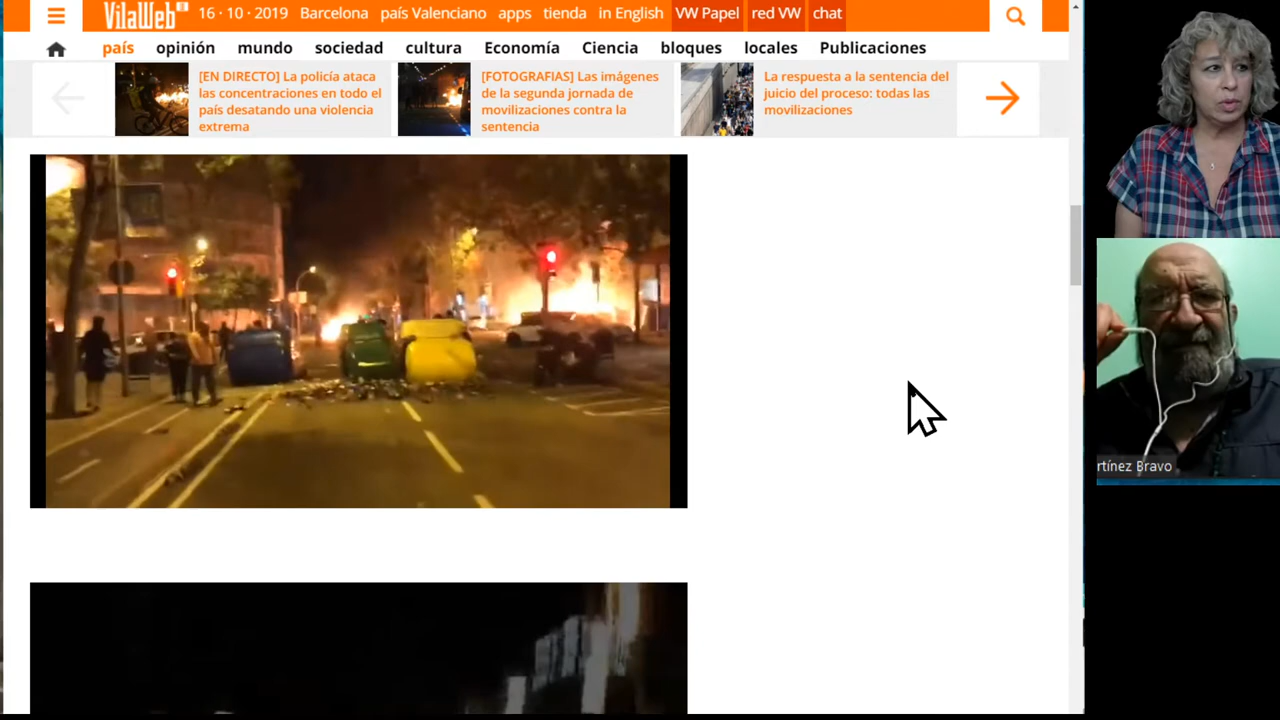 VilaWeb
16 · 10 · 2019 Barcelona país Valenciano apps tienda in English VW Papel red VW chat
país opinión mundo sociedad cultura Economía Ciencia bloques locales Publicaciones
[EN DIRECTO] La policía ataca
las concentraciones en todo el
país desatando una violencia
extrema
[FOTOGRAFIAS] Las imágenes
de la segunda jornada de
movilizaciones contra la
sentencia
La respuesta a la sentencia del
juicio del proceso: todas las
movilizaciones
rtínez Bravo